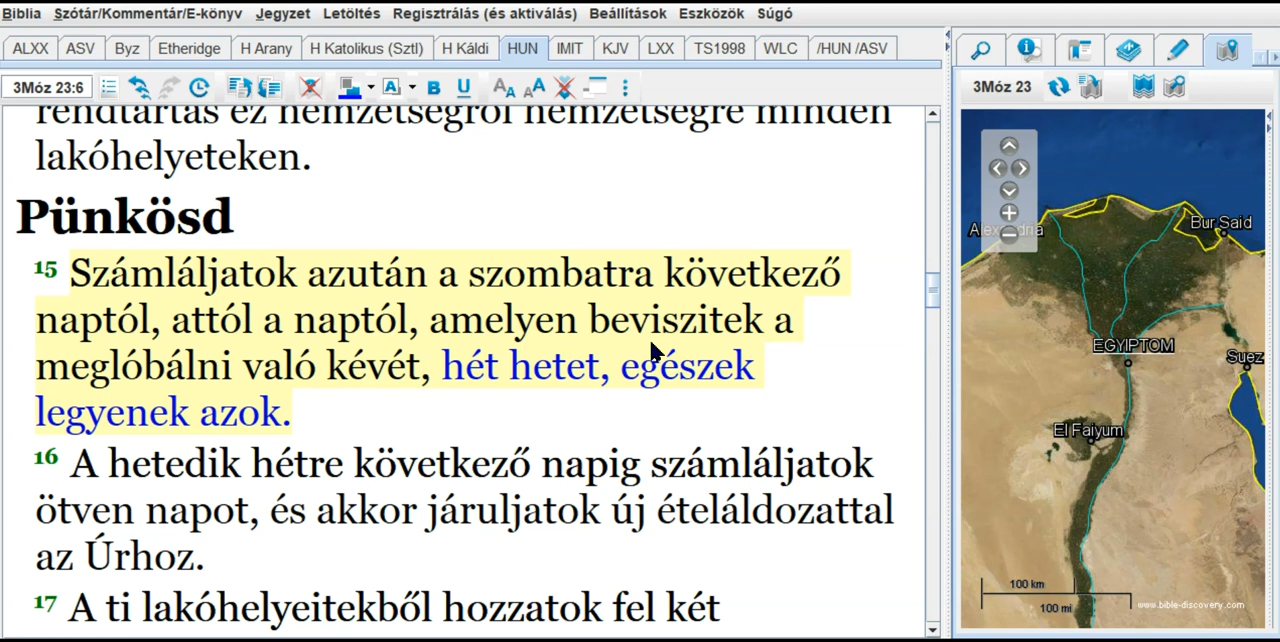 Biblia Szótár/Kommentár/E-könyv Jegyzet Letöltés Regisztrálás (és aktiválás) Beállítások Eszközök Súgó
ALXX ASV Byz Etheridge H Arany H Katolikus (Sztl) H Káldi HUN IMIT KJV LXX TS1998 WLC /HUN /ASV
3Móz 23:6
3Móz 23
rendtartás ez nemzetségről nemzetségre minden
lakóhelyeteken.
Pünkösd
15 Számláljatok azután a szombatra következő
naptól, attól a naptól, amelyen beviszitek a
meglóbálni való kévét, hét hetet, egészek
legyenek azok.
16 A hetedik hétre következő napig számláljatok
ötven napot, és akkor járuljatok új ételáldozattal
az Úrhoz.
17 A ti lakóhelyeitekből hozzatok fel két
Alexandria
Bur Said
EGYIPTOM
Suez
El Faiyum
100 km
100 mi
www.bible-discovery.com